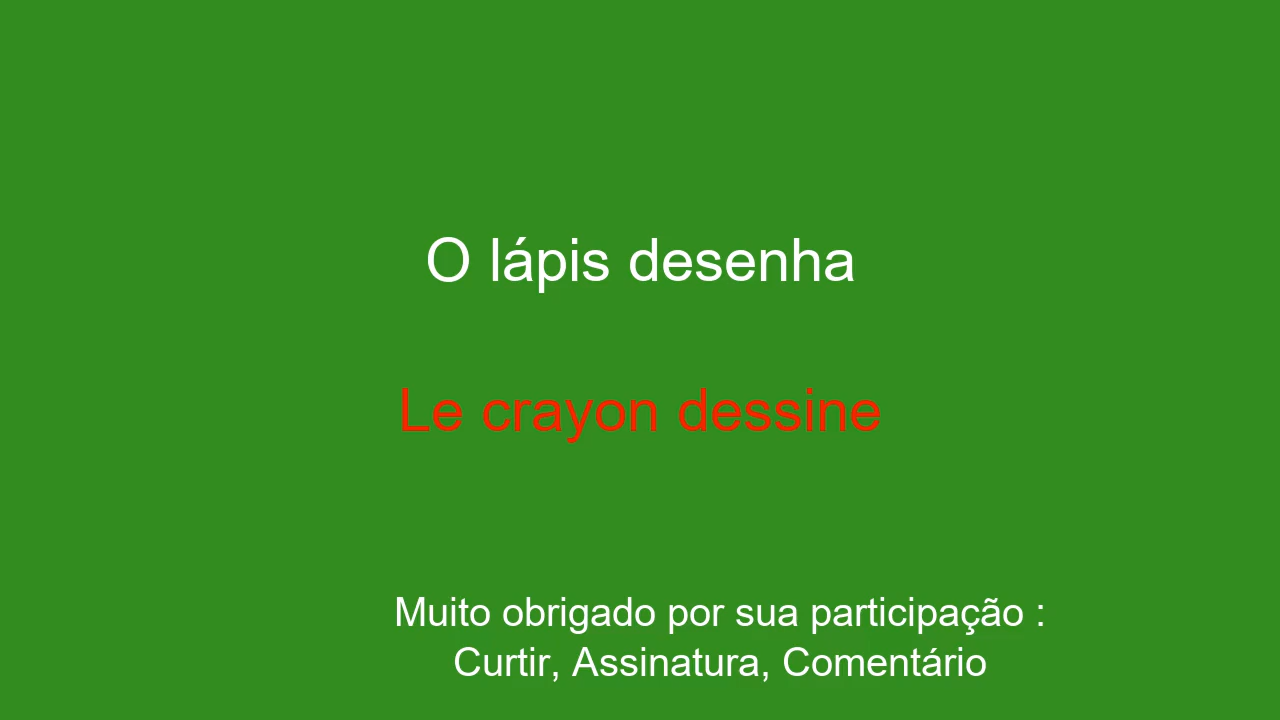 O lápis desenha
Le crayon dessine
Muito obrigado por sua participação :
Curtir, Assinatura, Comentário